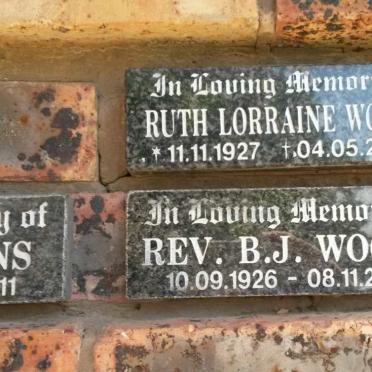 In Loving Memor
RUTH LORRAINE WO
* 11.11.1927 †.04.05.2
y of
NS
11
In Loving Memo
REV. B.J. WOO
10.09.1926 - 08.11.2